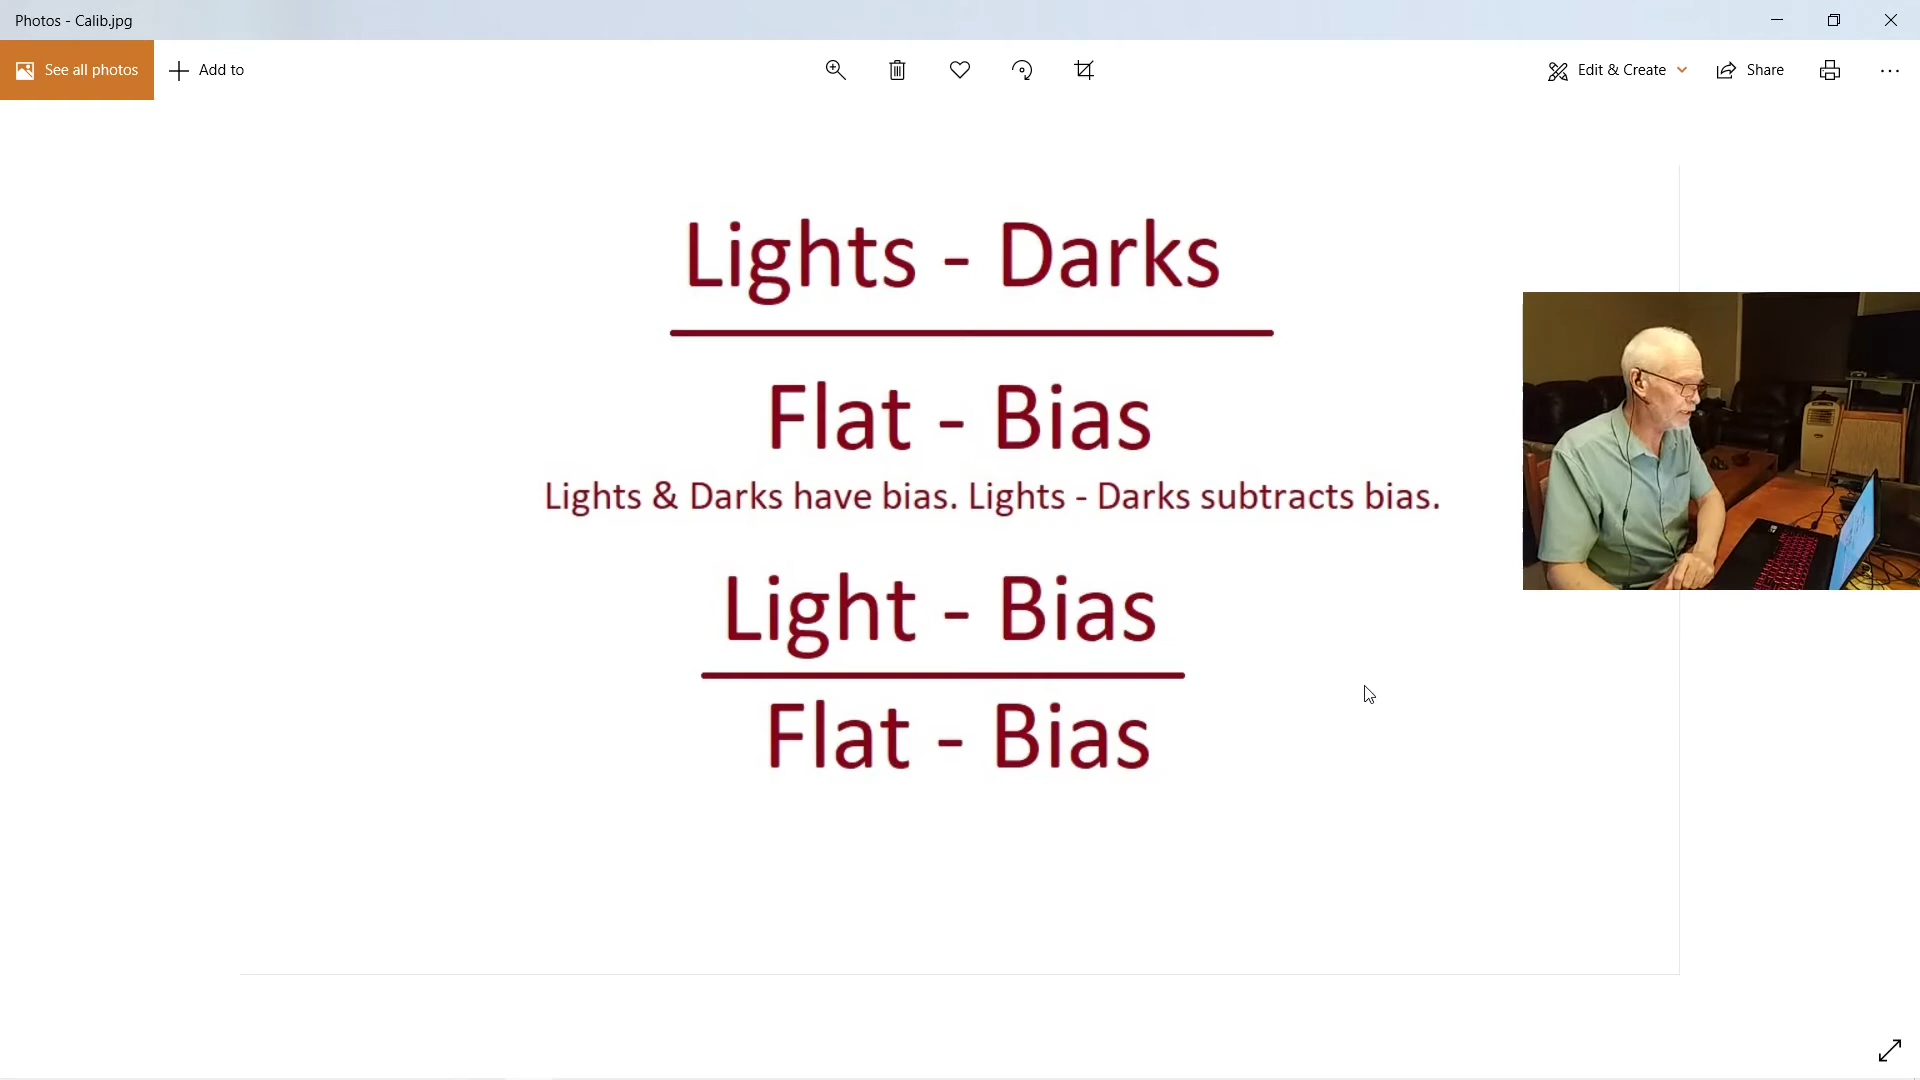 Photos - Calib.jpg
See all photos
Add to
Edit & Create
Share
Lights - Darks
Flat - Bias
Lights & Darks have bias. Lights - Darks subtracts bias.
Light - Bias
Flat - Bias